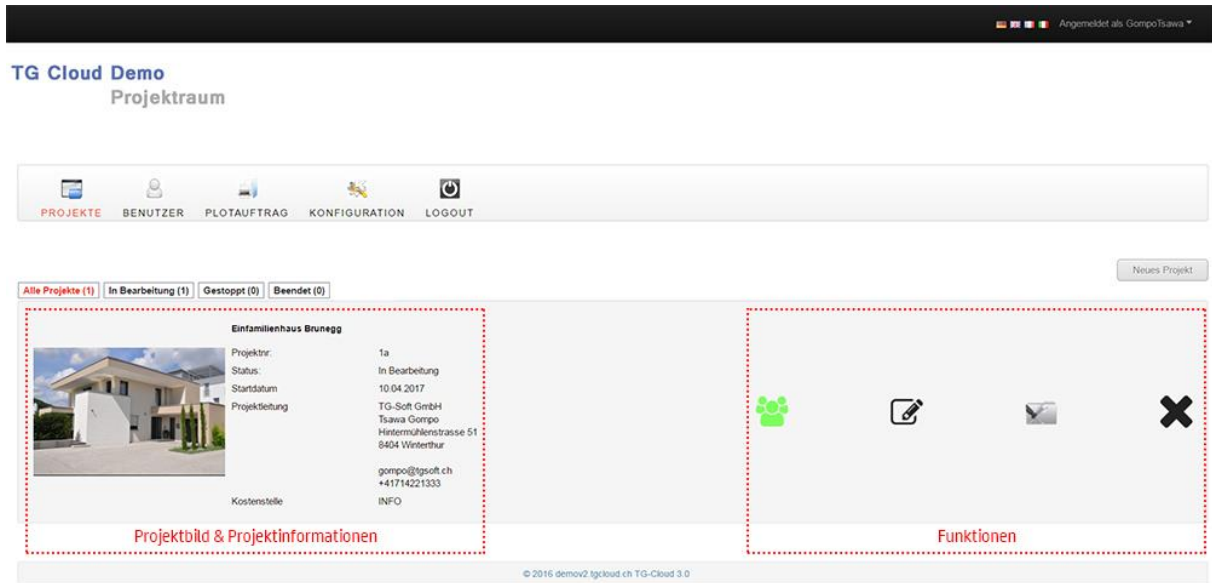 Angemeldet als GompoTsawa
TG Cloud Demo
Projektraum
PROJEKTE BENUTZER PLOTAUFTRAG KONFIGURATION LOGOUT
Neues Projekt
Alle Projekte (1) In Bearbeitung (1) Gestoppt (0) Beendet (0)
Einfamilienhaus Brunegg
Projektnr: 1a
Status: In Bearbeitung
Startdatum 10.04.2017
Projektleitung TG-Soft GmbH
Tsawa Gompo
Hintermühlenstrasse 51
8404 Winterthur
gompo@tgsoft.ch
+41714221333
Kostenstelle INFO
Projektbild & Projektinformationen
Funktionen
© 2016 demov2.tgcloud.ch TG-Cloud 3.0